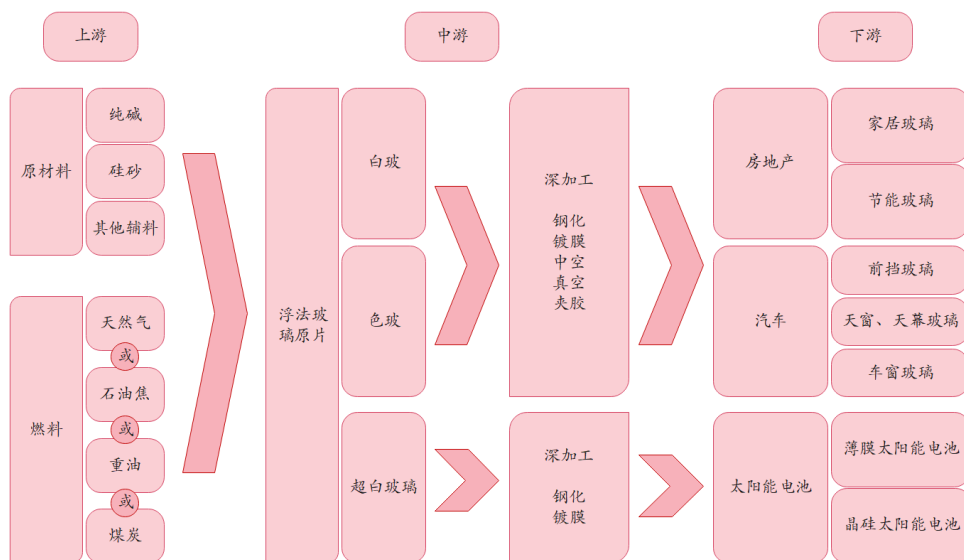 上游
中游
下游
原材料
纯碱
硅砂
其他辅料
燃料
天然气
或
石油焦
或
重油
或
煤炭
浮法玻
璃原片
白玻
色玻
超白玻璃
深加工
钢化
镀膜
中空
真空
夹胶
深加工
钢化
镀膜
房地产
家居玻璃
节能玻璃
汽车
前挡玻璃
天窗、天幕玻璃
车窗玻璃
太阳能电池
薄膜太阳能电池
晶硅太阳能电池